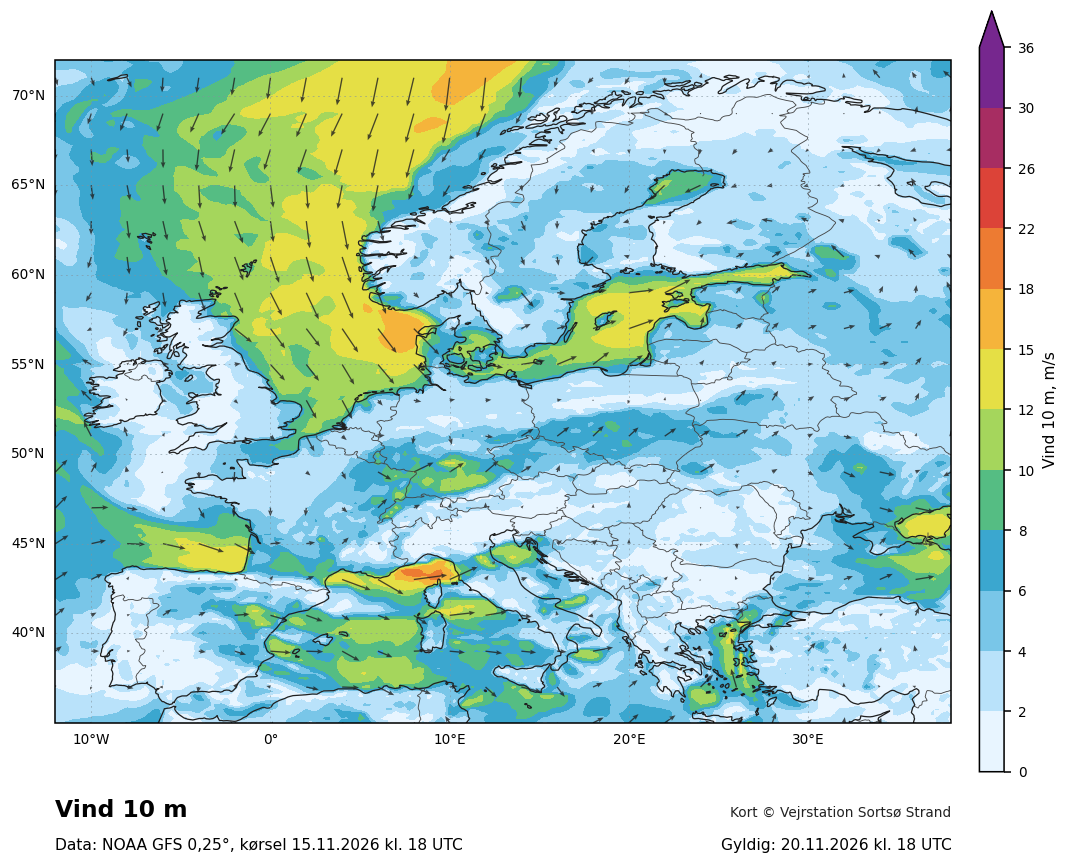 70°N
65°N
60°N
55°N
50°N
45°N
40°N
10°W
0°
10°E
20°E
30°E
36
30
26
22
18
15
12
10
8
6
4
2
0
Vind 10 m, m/s
Vind 10 m
Kort © Vejrstation Sortsø Strand
Data: NOAA GFS 0,25°, kørsel 15.11.2026 kl. 18 UTC
Gyldig: 20.11.2026 kl. 18 UTC